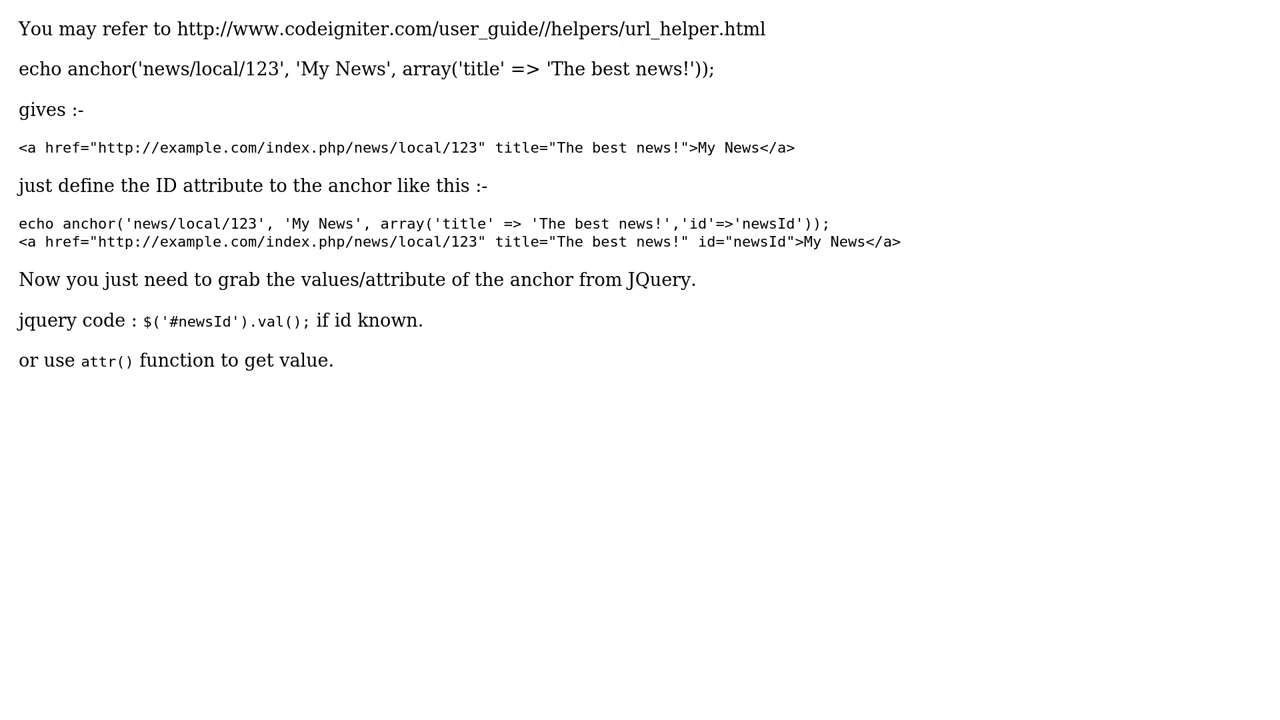 You may refer to http://www.codeigniter.com/user_guide//helpers/url_helper.html
echo anchor('news/local/123', 'My News', array('title' => 'The best news!'));
gives :-
<a href="http://example.com/index.php/news/local/123" title="The best news!">My News</a>
just define the ID attribute to the anchor like this :-
echo anchor('news/local/123', 'My News', array('title' => 'The best news!','id'=>'newsId'));
<a href="http://example.com/index.php/news/local/123" title="The best news!" id="newsId">My News</a>
Now you just need to grab the values/attribute of the anchor from JQuery.
jquery code : $('#newsId').val(); if id known.
or use attr() function to get value.